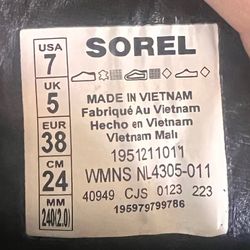 USA
7
UK
5
EUR
38
CM
24
MM
240(2.0)
SOREL
MADE IN VIETNAM
Fabriqué Au Vietnam
Hecho en Vietnam
Vietnam Malı
1951211011
WMNS NL4305-011
40949 CJS 0123 223
195979799786